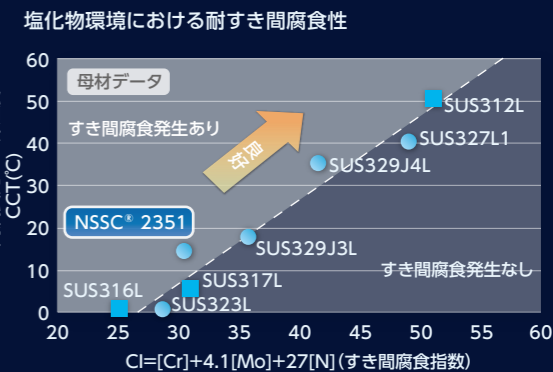 塩化物環境における耐すき間腐食性
60
50
40
30
20
10
0
CCT(℃)
母材データ
すき間腐食発生あり
良好
NSSC® 2351
SUS312L
SUS327L1
SUS329J4L
SUS329J3L
すき間腐食発生なし
SUS317L
SUS316L
SUS323L
20 25 30 35 40 45 50 55 60
CI=[Cr]+4.1[Mo]+27[N](すき間腐食指数)